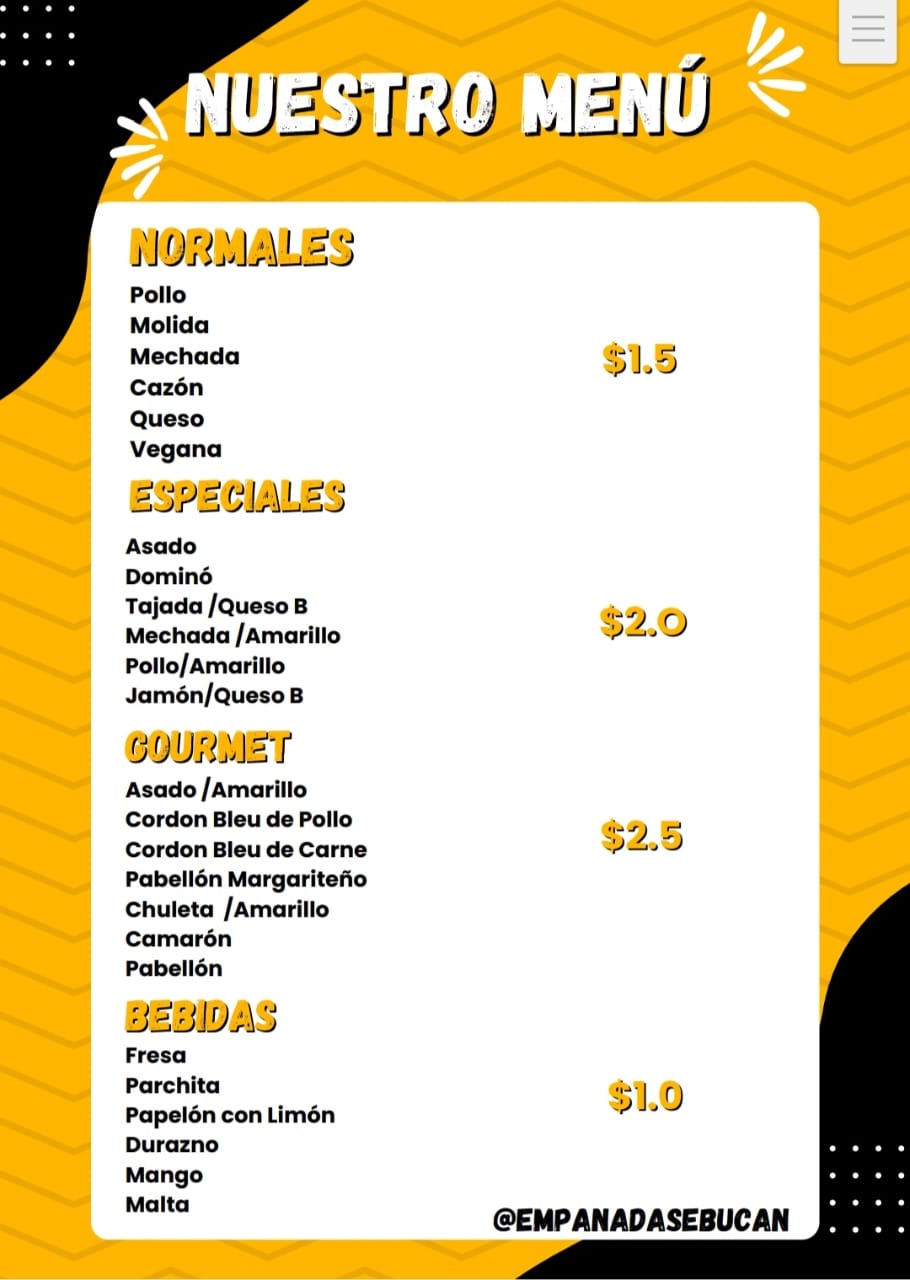 NUESTRO MENÚ
NORMALES
Pollo
Molida
Mechada
Cazón
Queso
Vegana
$1.5
ESPECIALES
Asado
Dominó
Tajada /Queso B
Mechada /Amarillo
Pollo/Amarillo
Jamón/Queso B
$2.0
GOURMET
Asado /Amarillo
Cordon Bleu de Pollo
Cordon Bleu de Carne
Pabellón Margariteño
Chuleta /Amarillo
Camarón
Pabellón
$2.5
BEBIDAS
Fresa
Parchita
Papelón con Limón
Durazno
Mango
Malta
$1.0
@EMPANADASEBUCAN